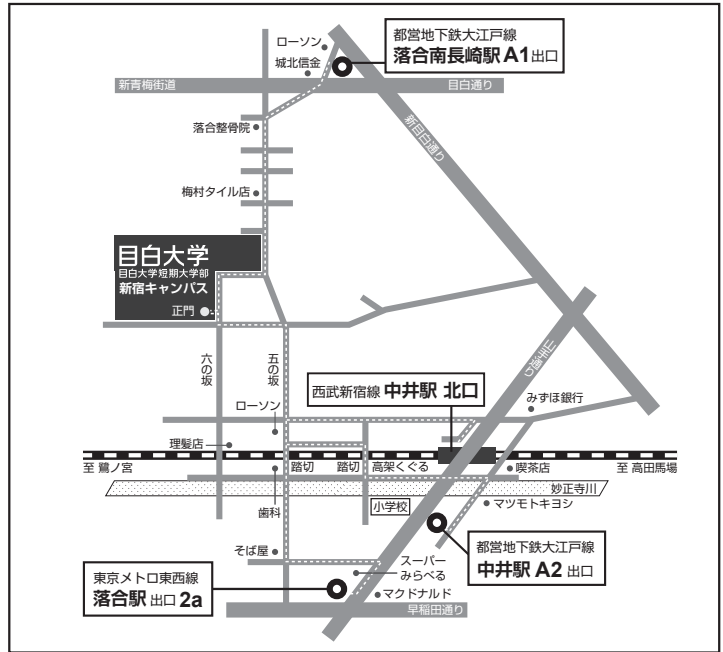 都営地下鉄大江戸線
落合南長崎駅 A1 出口
ローソン
城北信金
新青梅街道
目白通り
落合整骨院
新目白通り
梅村タイル店
目白大学
目白大学短期大学部
新宿キャンパス
正門
山手通り
六の坂
五の坂
西武新宿線 中井駅 北口
みずほ銀行
ローソン
理髪店
至 鷺ノ宮
踏切
踏切
高架くぐる
喫茶店
至 高田馬場
妙正寺川
歯科
小学校
マツモトキヨシ
そば屋
スーパー
みらべる
都営地下鉄大江戸線
中井駅 A2 出口
東京メトロ東西線
落合駅 出口 2a
マクドナルド
早稲田通り